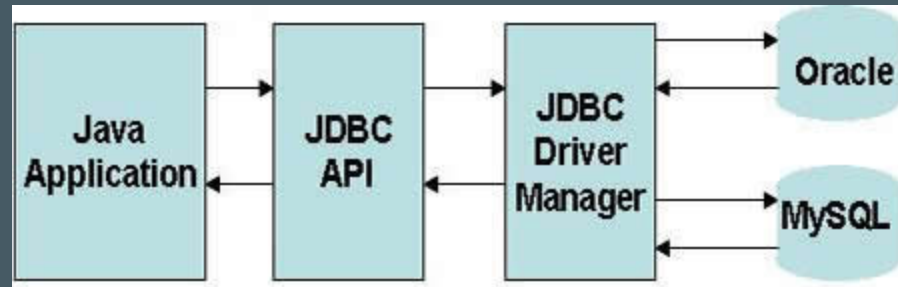 Java
Application
JDBC
API
JDBC
Driver
Manager
Oracle
MySQL